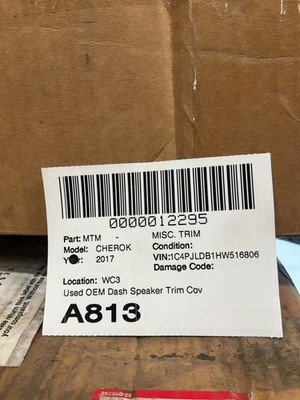 0000012295
Part: MTM - MISC. TRIM
Model: CHEROK Condition:
Year: 2017 VIN:1C4PJLDB1HW516806
Damage Code:
Location: WC3
Used OEM Dash Speaker Trim Cov
A813